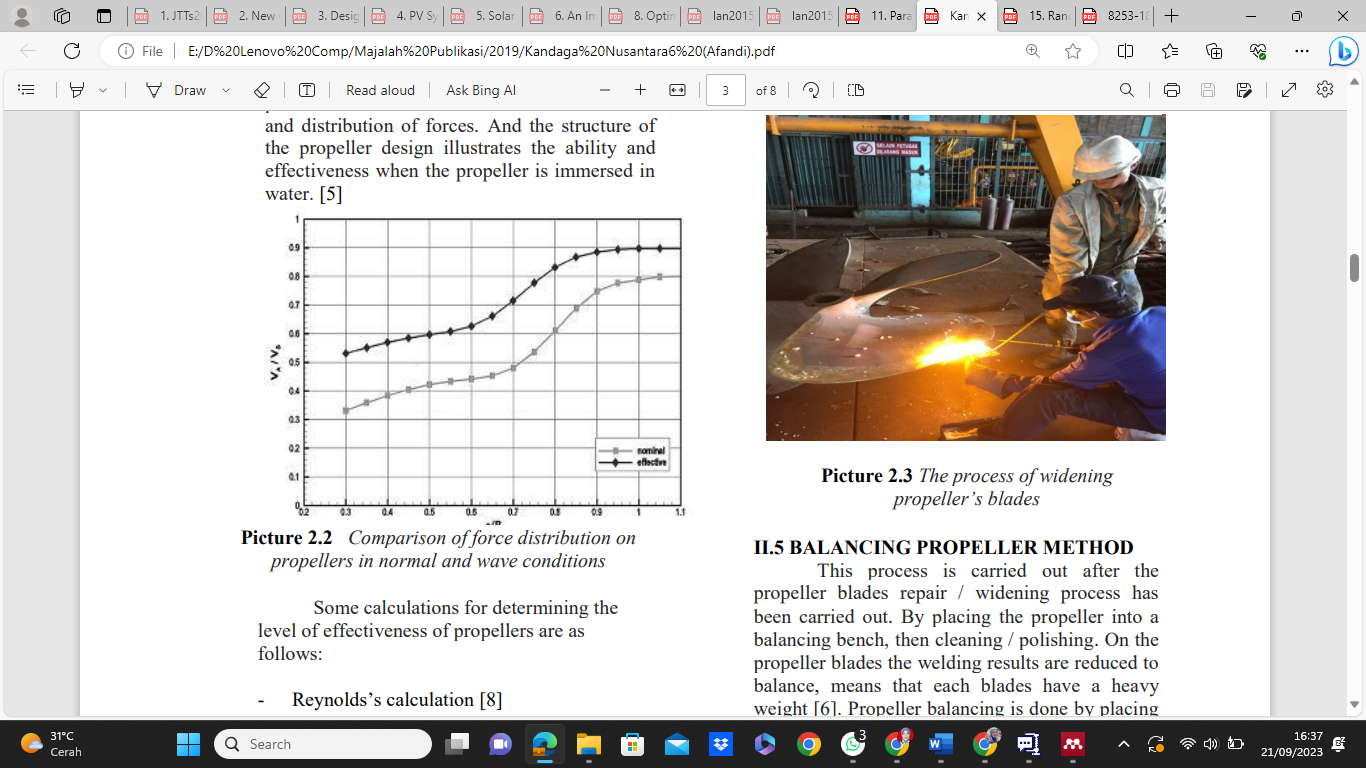 1. JTTs2
2. New
3. Desig
4. PV Sy
5. Solar
6. An In
8. Optin
Ian2015
Ian2015
11. Para
Kan
15. Ran
8253-18
File
E:/D%20Lenovo%20Comp/Majalah%20Publikasi/2019/Kandaga%20Nusantara6%20(Afandi).pdf
Draw
Read aloud
Ask Bing AI
3
of 8
and distribution of forces. And the structure of
the propeller design illustrates the ability and
effectiveness when the propeller is immersed in
water. [5]
1
0.9
0.8
0.7
0.6
0.5
0.4
0.3
0.2
0.1
0
V_A / V_S
nominal
effective
0.2 0.3 0.4 0.5 0.6 0.7 0.8 0.9 1 1.1
Picture 2.2 Comparison of force distribution on
propellers in normal and wave conditions
Some calculations for determining the
level of effectiveness of propellers are as
follows:
- Reynolds's calculation [8]
SELAIN PETUGAS
DILARANG MASUK
Picture 2.3 The process of widening
propeller's blades
II.5 BALANCING PROPELLER METHOD
This process is carried out after the
propeller blades repair / widening process has
been carried out. By placing the propeller into a
balancing bench, then cleaning / polishing. On the
propeller blades the welding results are reduced to
balance, means that each blades have a heavy
weight [6]. Propeller balancing is done by placing
31°C
Cerah
Search
3
16:37
21/09/2023